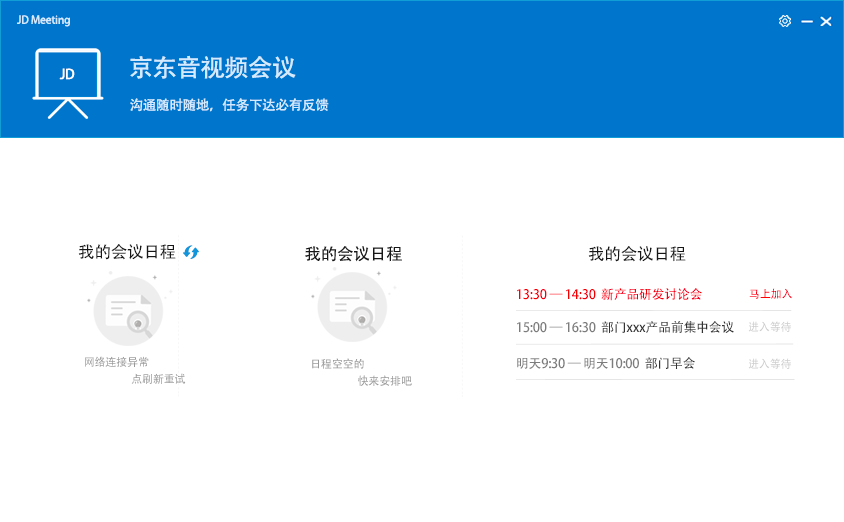 JD Meeting
JD
京东音视频会议
沟通随时随地，任务下达必有反馈
我的会议日程
网络连接异常
点刷新重试
我的会议日程
日程空空的
快来安排吧
我的会议日程
13:30 — 14:30 新产品研发讨论会 马上加入
15:00 — 16:30 部门xxx产品前集中会议 进入等待
明天9:30 — 明天10:00 部门早会 进入等待